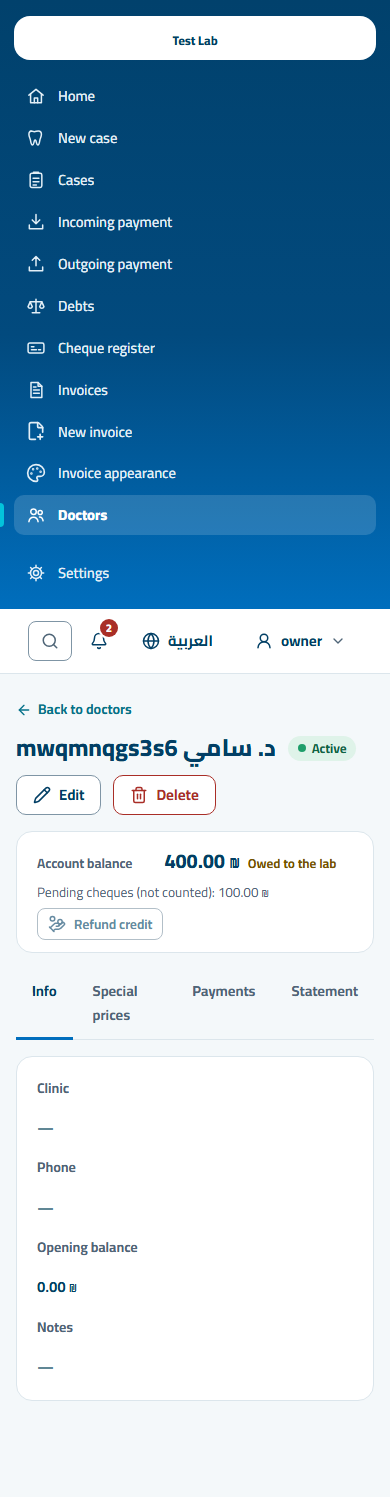 Test Lab
Home
New case
Cases
Incoming payment
Outgoing payment
Debts
Cheque register
Invoices
New invoice
Invoice appearance
Doctors
Settings
2
العربية
owner
Back to doctors
د. سامي mwqmnqgs3s6
Active
Edit
Delete
Account balance 400.00 ₪ Owed to the lab
Pending cheques (not counted): 100.00 ₪
Refund credit
Info Special prices Payments Statement
Clinic
—
Phone
—
Opening balance
0.00 ₪
Notes
—